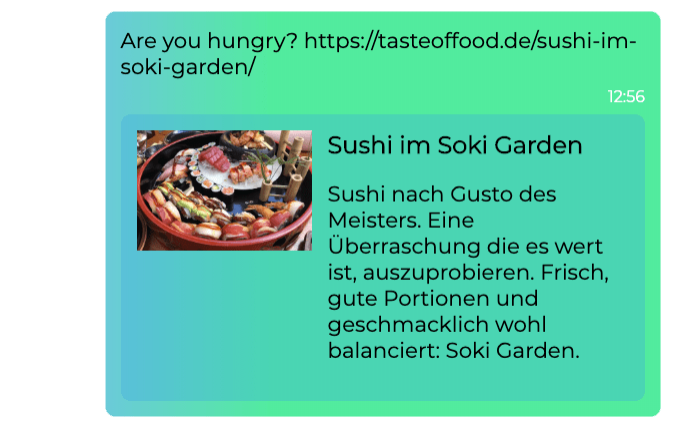 Are you hungry? https://tasteoffood.de/sushi-im-
soki-garden/
12:56
Sushi im Soki Garden
Sushi nach Gusto des
Meisters. Eine
Überraschung die es wert
ist, auszuprobieren. Frisch,
gute Portionen und
geschmacklich wohl
balanciert: Soki Garden.